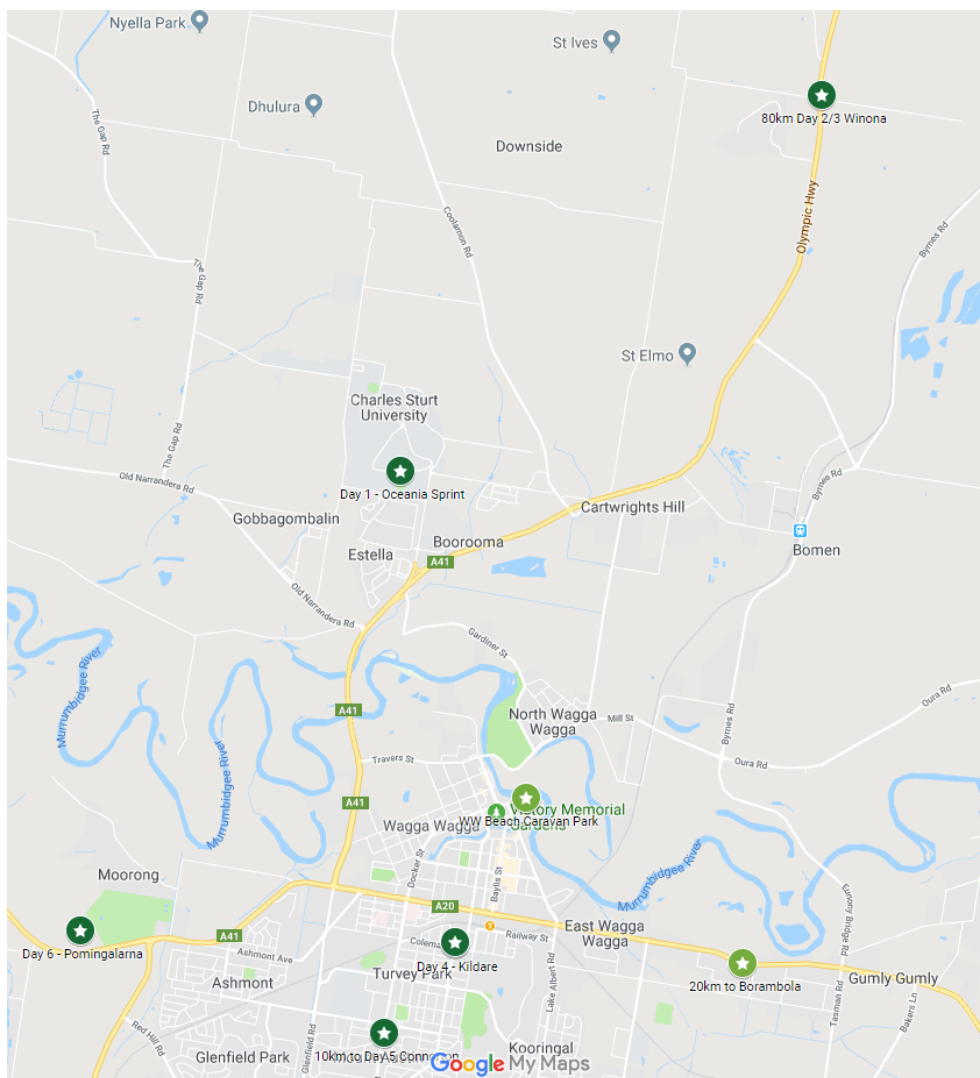 Nyella Park
St Ives
Dhulura
80km Day 2/3 Winona
The Gap Rd
Downside
Coolamon Rd
Olympic Hwy
Byrnes Rd
The Gap Rd
St Elmo
Charles Sturt
University
The Gap Rd
Day 1 - Oceania Sprint
Byrnes Rd
Old Narrandera Rd
Gobbagombalin
Cartwrights Hill
Boorooma
Bomen
Estella
A41
Old Narrandera Rd
Gardiner St
Murrumbidgee River
A41
North Wagga
Wagga
Mill St
Byrnes Rd
Oura Rd
Oura Rd
Travers St
Murrumbidgee River
A41
Victory Memorial
Gardens
WW Beach Caravan Park
Wagga Wagga
Docker St
Baylis St
Murrumbidgee River
Moorong
Eunony Bridge Rd
A20
A41
East Wagga
Wagga
Railway St
Day 6 - Pomingalarna
Ashmont Ave
Colema
Day 4 - Kildare
Turvey Park
Lake Albert Rd
Ashmont
20km to Borambola
Gumly Gumly
Tasman Rd
Bakers Ln
Red Hill Rd
Glenfield Rd
Glenfield Park
10km to Day 5 Connorton
Kooringal
Google My Maps